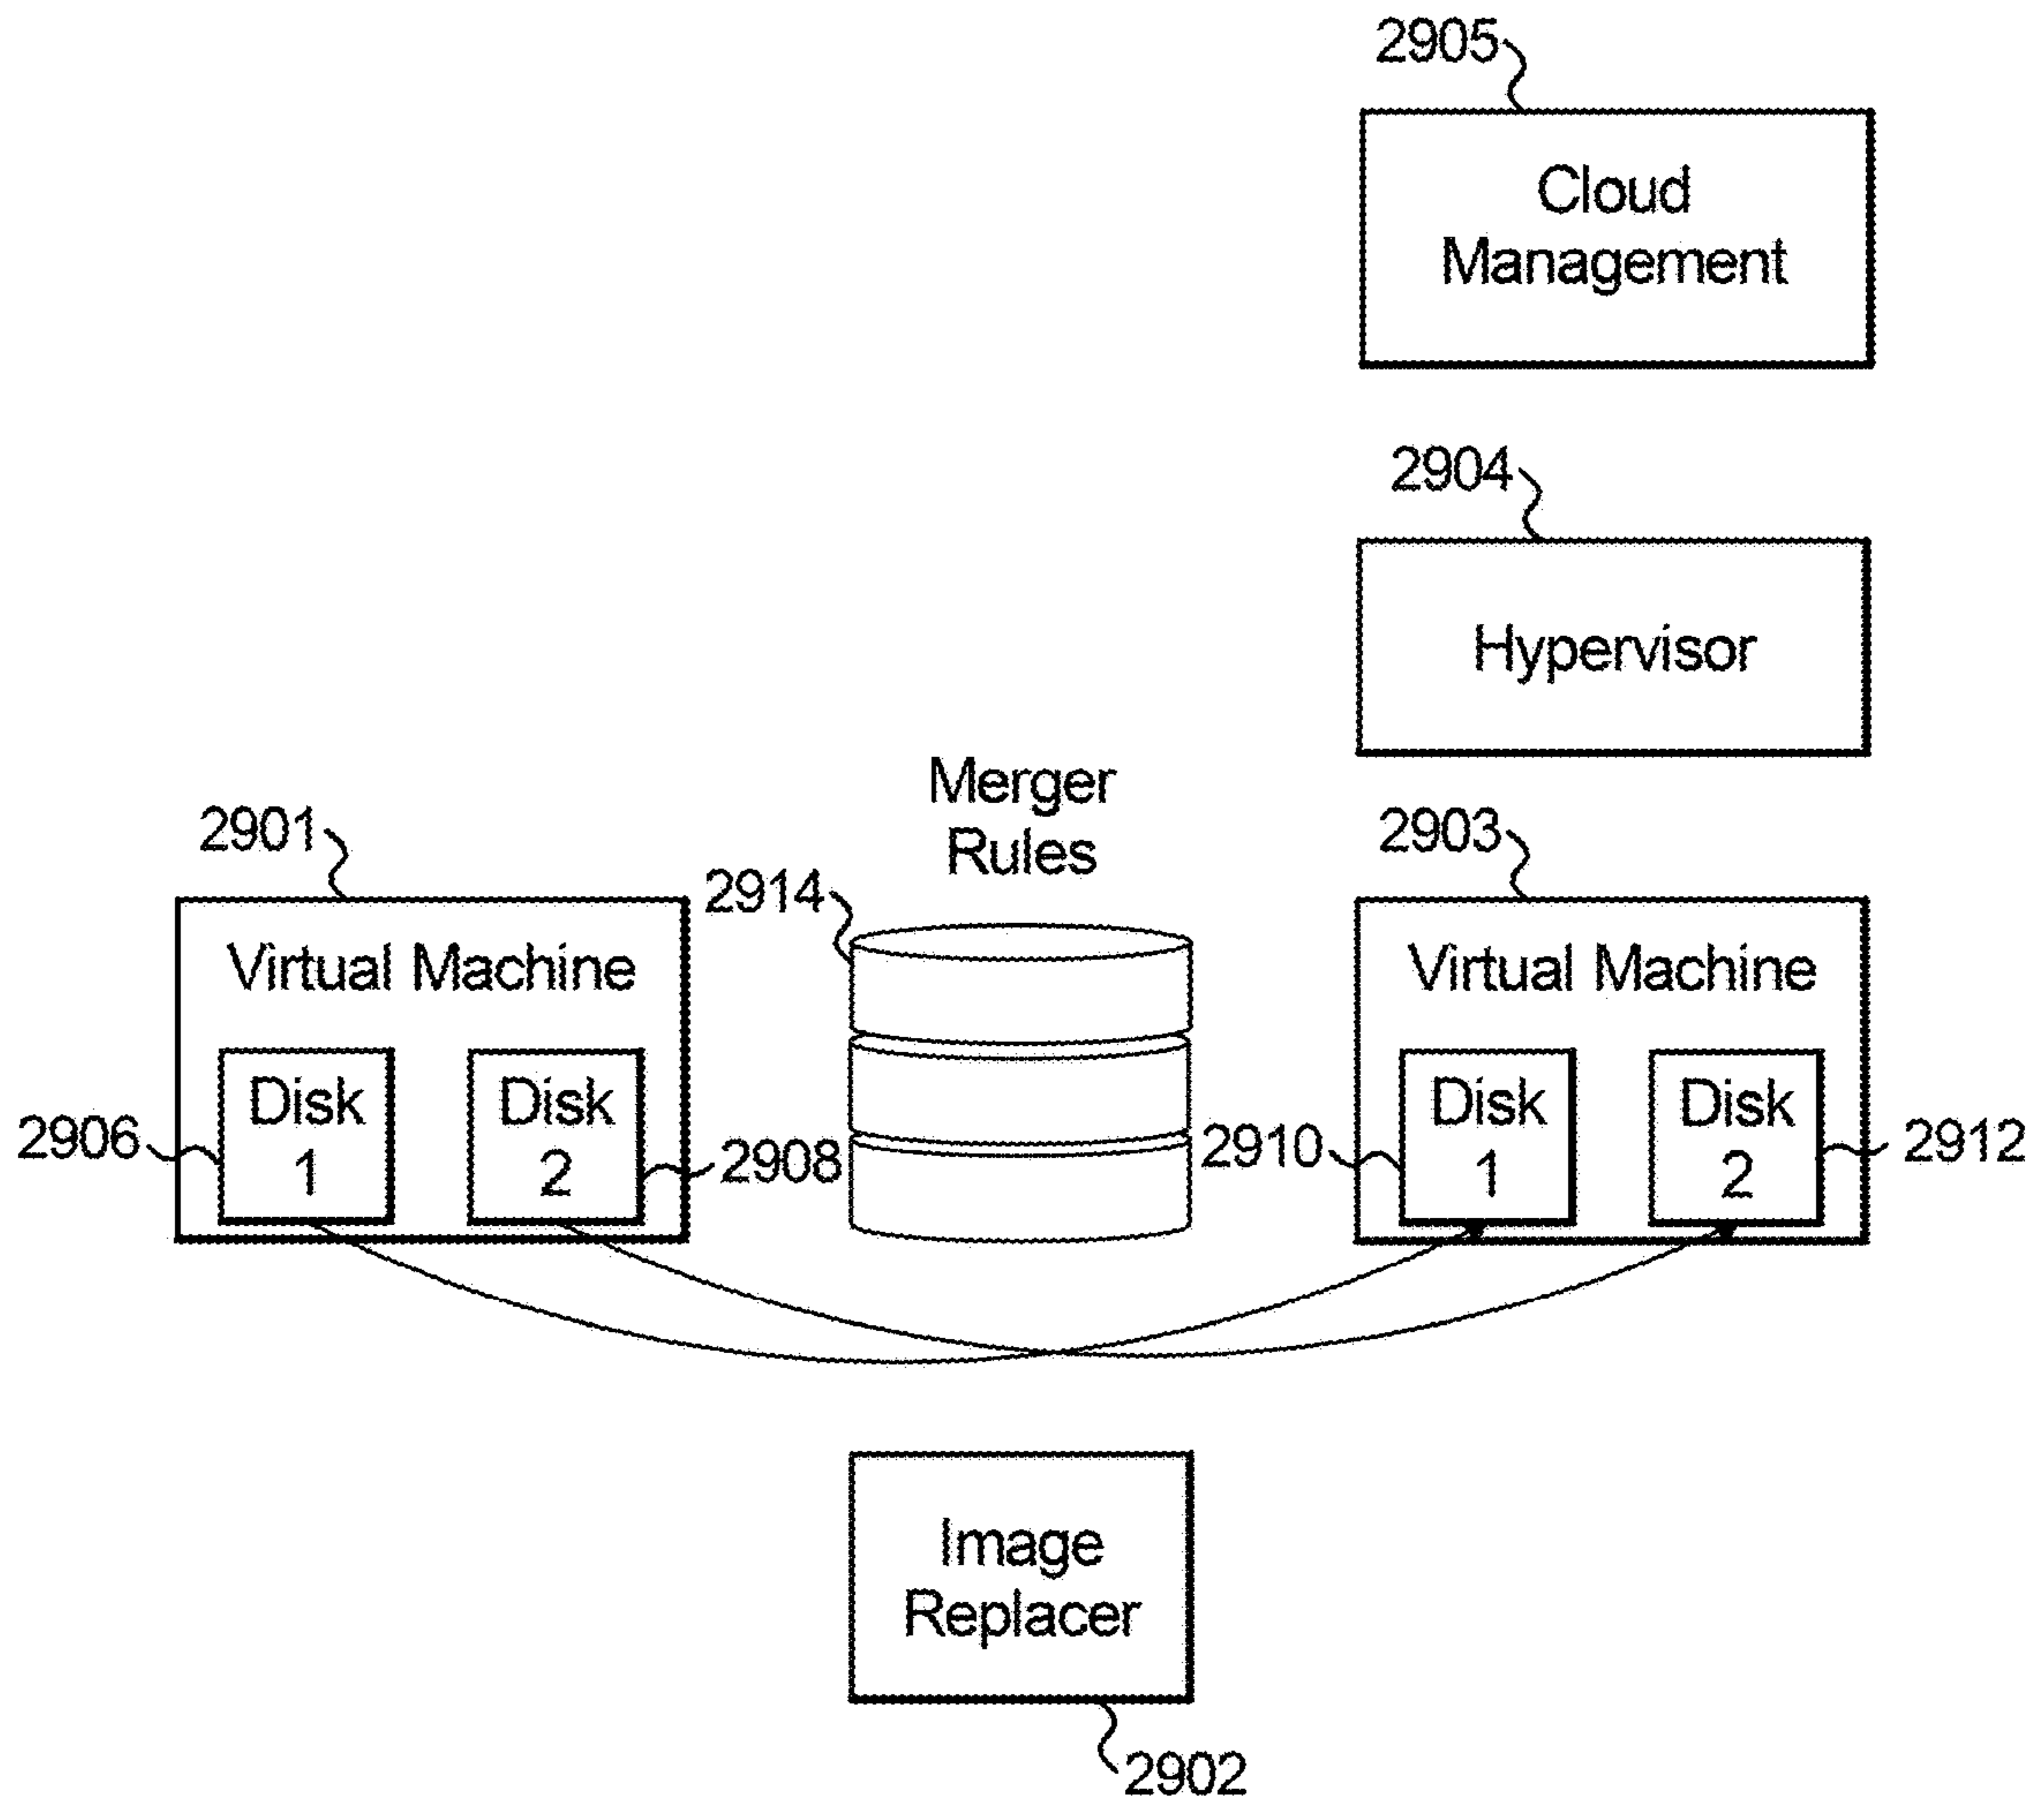 2905
Cloud
Management
2904
Hypervisor
Merger
Rules
2901
2914
2903
Virtual Machine
Virtual Machine
Disk
1
Disk
2
Disk
1
Disk
2
2906
2908
2910
2912
Image
Replacer
2902